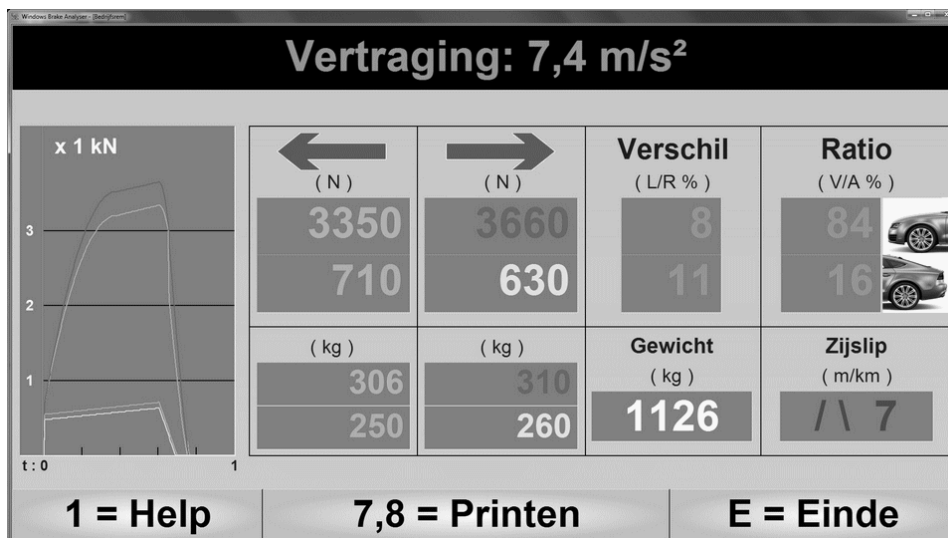 Windows Brake Analyser - [Bedrijfsrem]
Vertraging: 7,4 m/s²
x 1 kN
3
2
1
t : 0
1
( N )
3350
710
( N )
3660
630
Verschil
( L/R % )
8
11
Ratio
( V/A % )
84
16
( kg )
306
250
( kg )
310
260
Gewicht
( kg )
1126
Zijslip
( m/km )
/ \ 7
1 = Help
7,8 = Printen
E = Einde